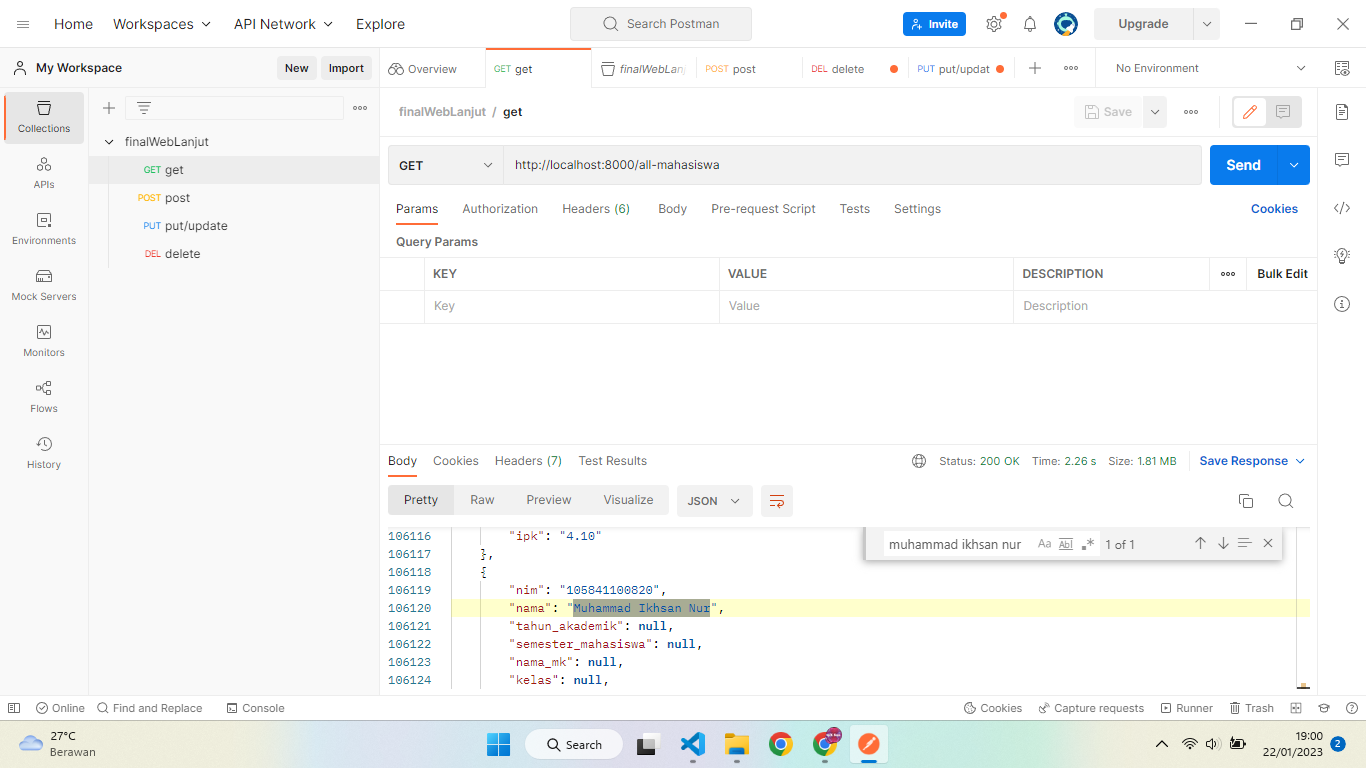 Home Workspaces API Network Explore Search Postman Invite Upgrade
My Workspace New Import Overview GET get finalWebLan POST post DEL delete PUT put/updat No Environment
Collections
APIs
Environments
Mock Servers
Monitors
Flows
History
finalWebLanjut
GET get
POST post
PUT put/update
DEL delete
finalWebLanjut / get Save
GET http://localhost:8000/all-mahasiswa Send
Params Authorization Headers (6) Body Pre-request Script Tests Settings Cookies
Query Params
KEY VALUE DESCRIPTION Bulk Edit
Key Value Description
Body Cookies Headers (7) Test Results Status: 200 OK Time: 2.26 s Size: 1.81 MB Save Response
Pretty Raw Preview Visualize JSON
muhammad ikhsan nur Aa Abl .* 1 of 1
106116 "ipk": "4.10"
106117 },
106118 {
106119 "nim": "105841100820",
106120 "nama": "Muhammad Ikhsan Nur",
106121 "tahun_akademik": null,
106122 "semester_mahasiswa": null,
106123 "nama_mk": null,
106124 "kelas": null,
Online Find and Replace Console Cookies Capture requests Runner Trash
27°C
Berawan
Search
19:00
22/01/2023 2